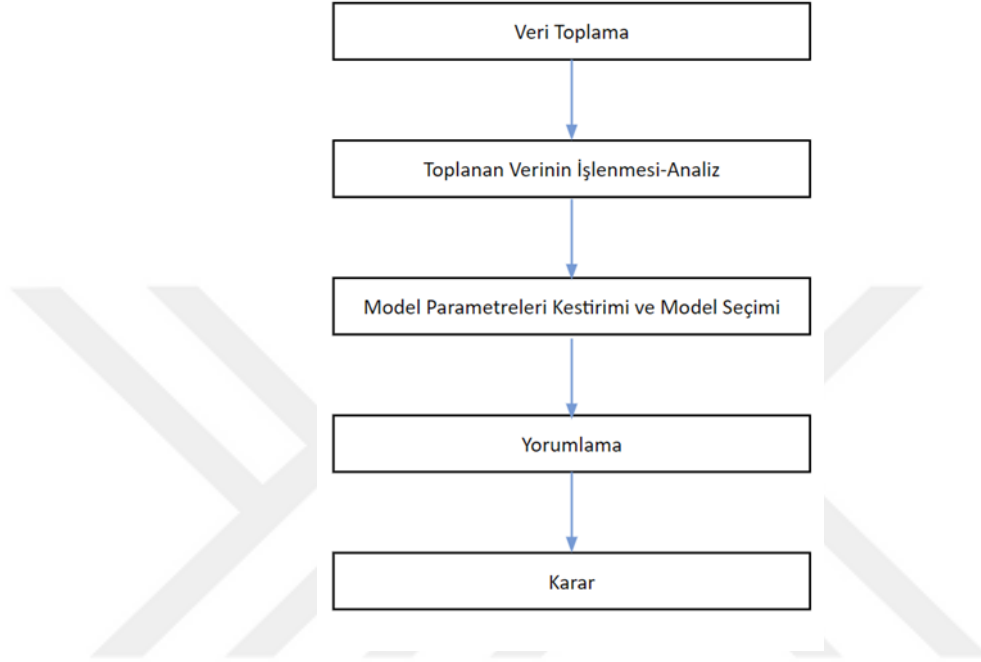 Veri Toplama
Toplanan Verinin İşlenmesi-Analiz
Model Parametreleri Kestirimi ve Model Seçimi
Yorumlama
Karar